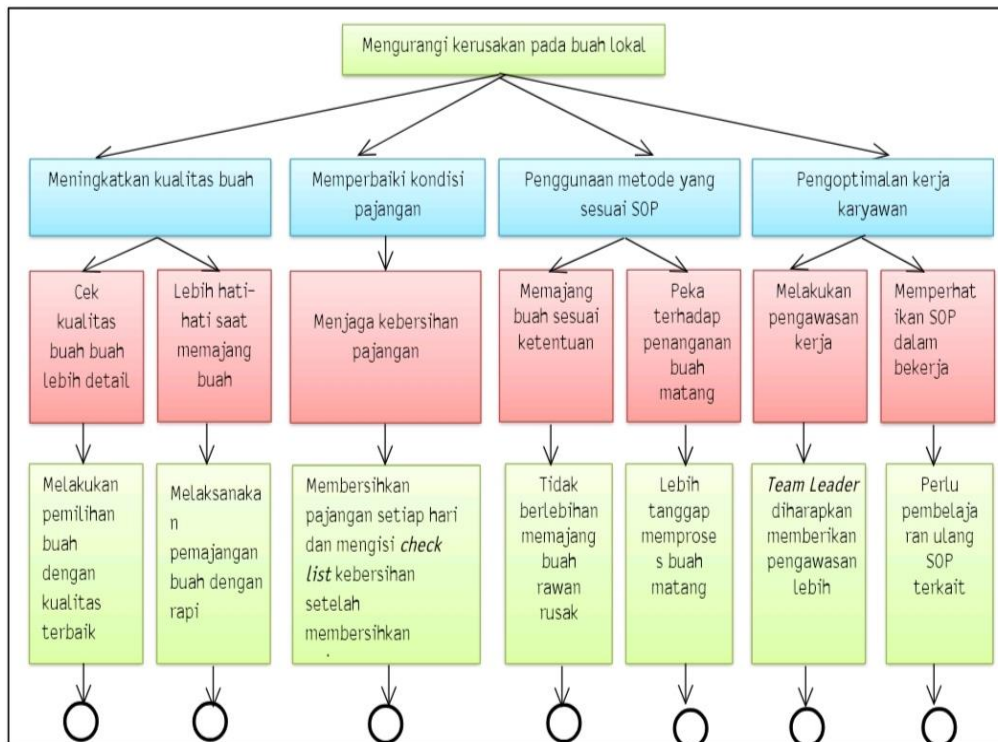 Mengurangi kerusakan pada buah lokal
Meningkatkan kualitas buah
Memperbaiki kondisi
pajangan
Penggunaan metode yang
sesuai SOP
Pengoptimalan kerja
karyawan
Cek
kualitas
buah buah
lebih detail
Lebih hati-
hati saat
memajang
buah
Menjaga kebersihan
pajangan
Memajang
buah sesuai
ketentuan
Peka
terhadap
penanganan
buah
matang
Melakukan
pengawasan
kerja
Memperhat
ikan SOP
dalam
bekerja
Melakukan
pemilihan
buah
dengan
kualitas
terbaik
Melaksanaka
n
pemajangan
buah dengan
rapi
Membersihkan
pajangan setiap hari
dan mengisi check
list kebersihan
setelah
membersihkan
Tidak
berlebihan
memajang
buah
rawan
rusak
Lebih
tanggap
mempros
es buah
matang
Team Leader
diharapkan
memberikan
pengawasan
lebih
Perlu
pembelaja
ran ulang
SOP
terkait